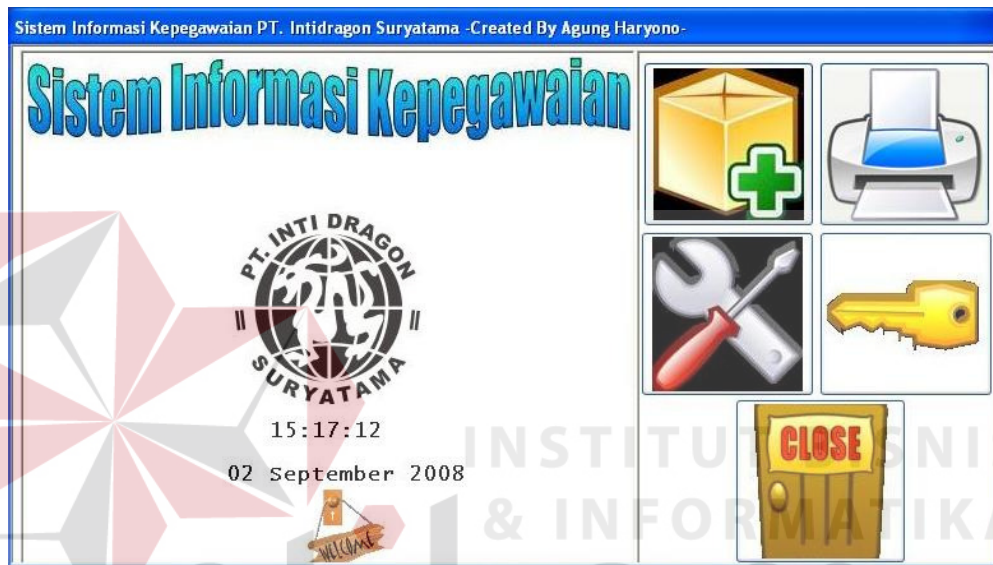 Sistem Informasi Kepegawaian PT. Intidragon Suryatama -Created By Agung Haryono-
Sistem Informasi Kepegawaian
PT. INTI DRAGON
SURYATAMA
15:17:12
02 September 2008
WELCOME
CLOSE
INSTITUT BISNI
& INFORMATIKA